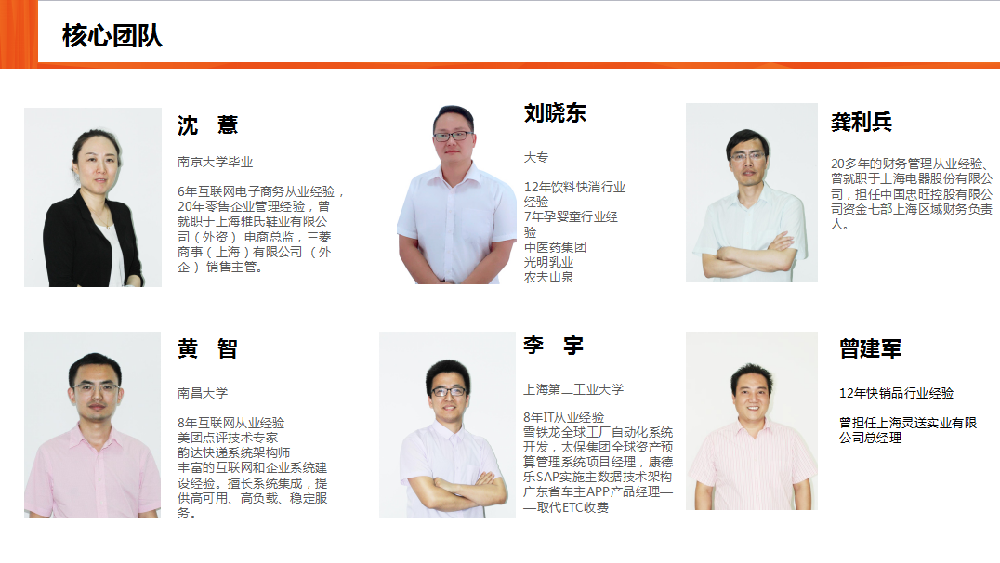 核心团队
沈 薏
南京大学毕业
6年互联网电子商务从业经验，
20年零售企业管理经验，曾
就职于上海雅氏鞋业有限公
司（外资） 电商总监，三菱
商事（上海）有限公司 （外
企 ） 销售主管。
刘晓东
大专
12年饮料快消行业
经验
7年孕婴童行业经
验
中医药集团
光明乳业
农夫山泉
龚利兵
20多年的财务管理从业经验、
曾就职于上海电器股份有限公
司，担任中国忠旺控股有限公
司资金七部上海区域财务负责
人。
黄 智
南昌大学
8年互联网从业经验
美团点评技术专家
韵达快递系统架构师
丰富的互联网和企业系统建
设经验。擅长系统集成，提
供高可用、高负载、稳定服
务。
李 宇
上海第二工业大学
8年IT从业经验
雪铁龙全球工厂自动化系统
开发，太保集团全球资产预
算管理系统项目经理，康德
乐SAP实施主数据技术架构
广东省车主APP产品经理—
—取代ETC收费
曾建军
12年快销品行业经验
曾担任上海灵送实业有限
公司总经理